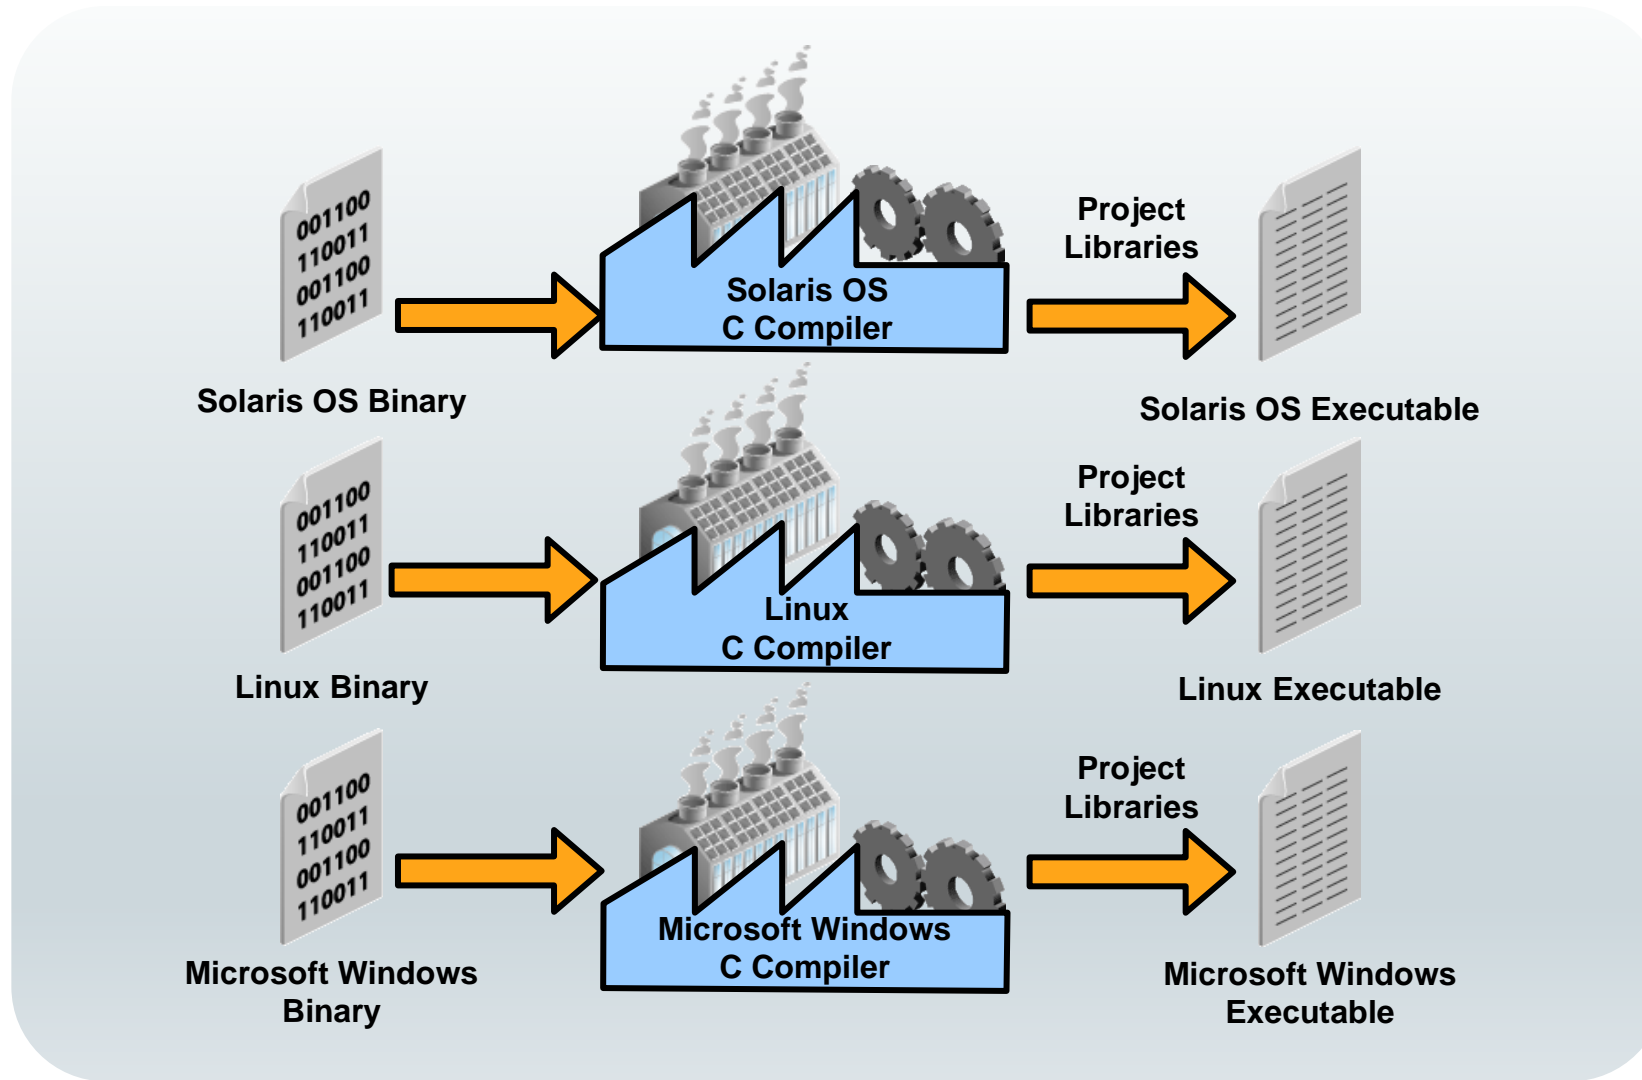 001100
110011
001100
110011
Solaris OS
C Compiler
Project
Libraries
Solaris OS Binary
Solaris OS Executable
001100
110011
001100
110011
Linux
C Compiler
Project
Libraries
Linux Binary
Linux Executable
001100
110011
001100
110011
Microsoft Windows
C Compiler
Project
Libraries
Microsoft Windows
Binary
Microsoft Windows
Executable